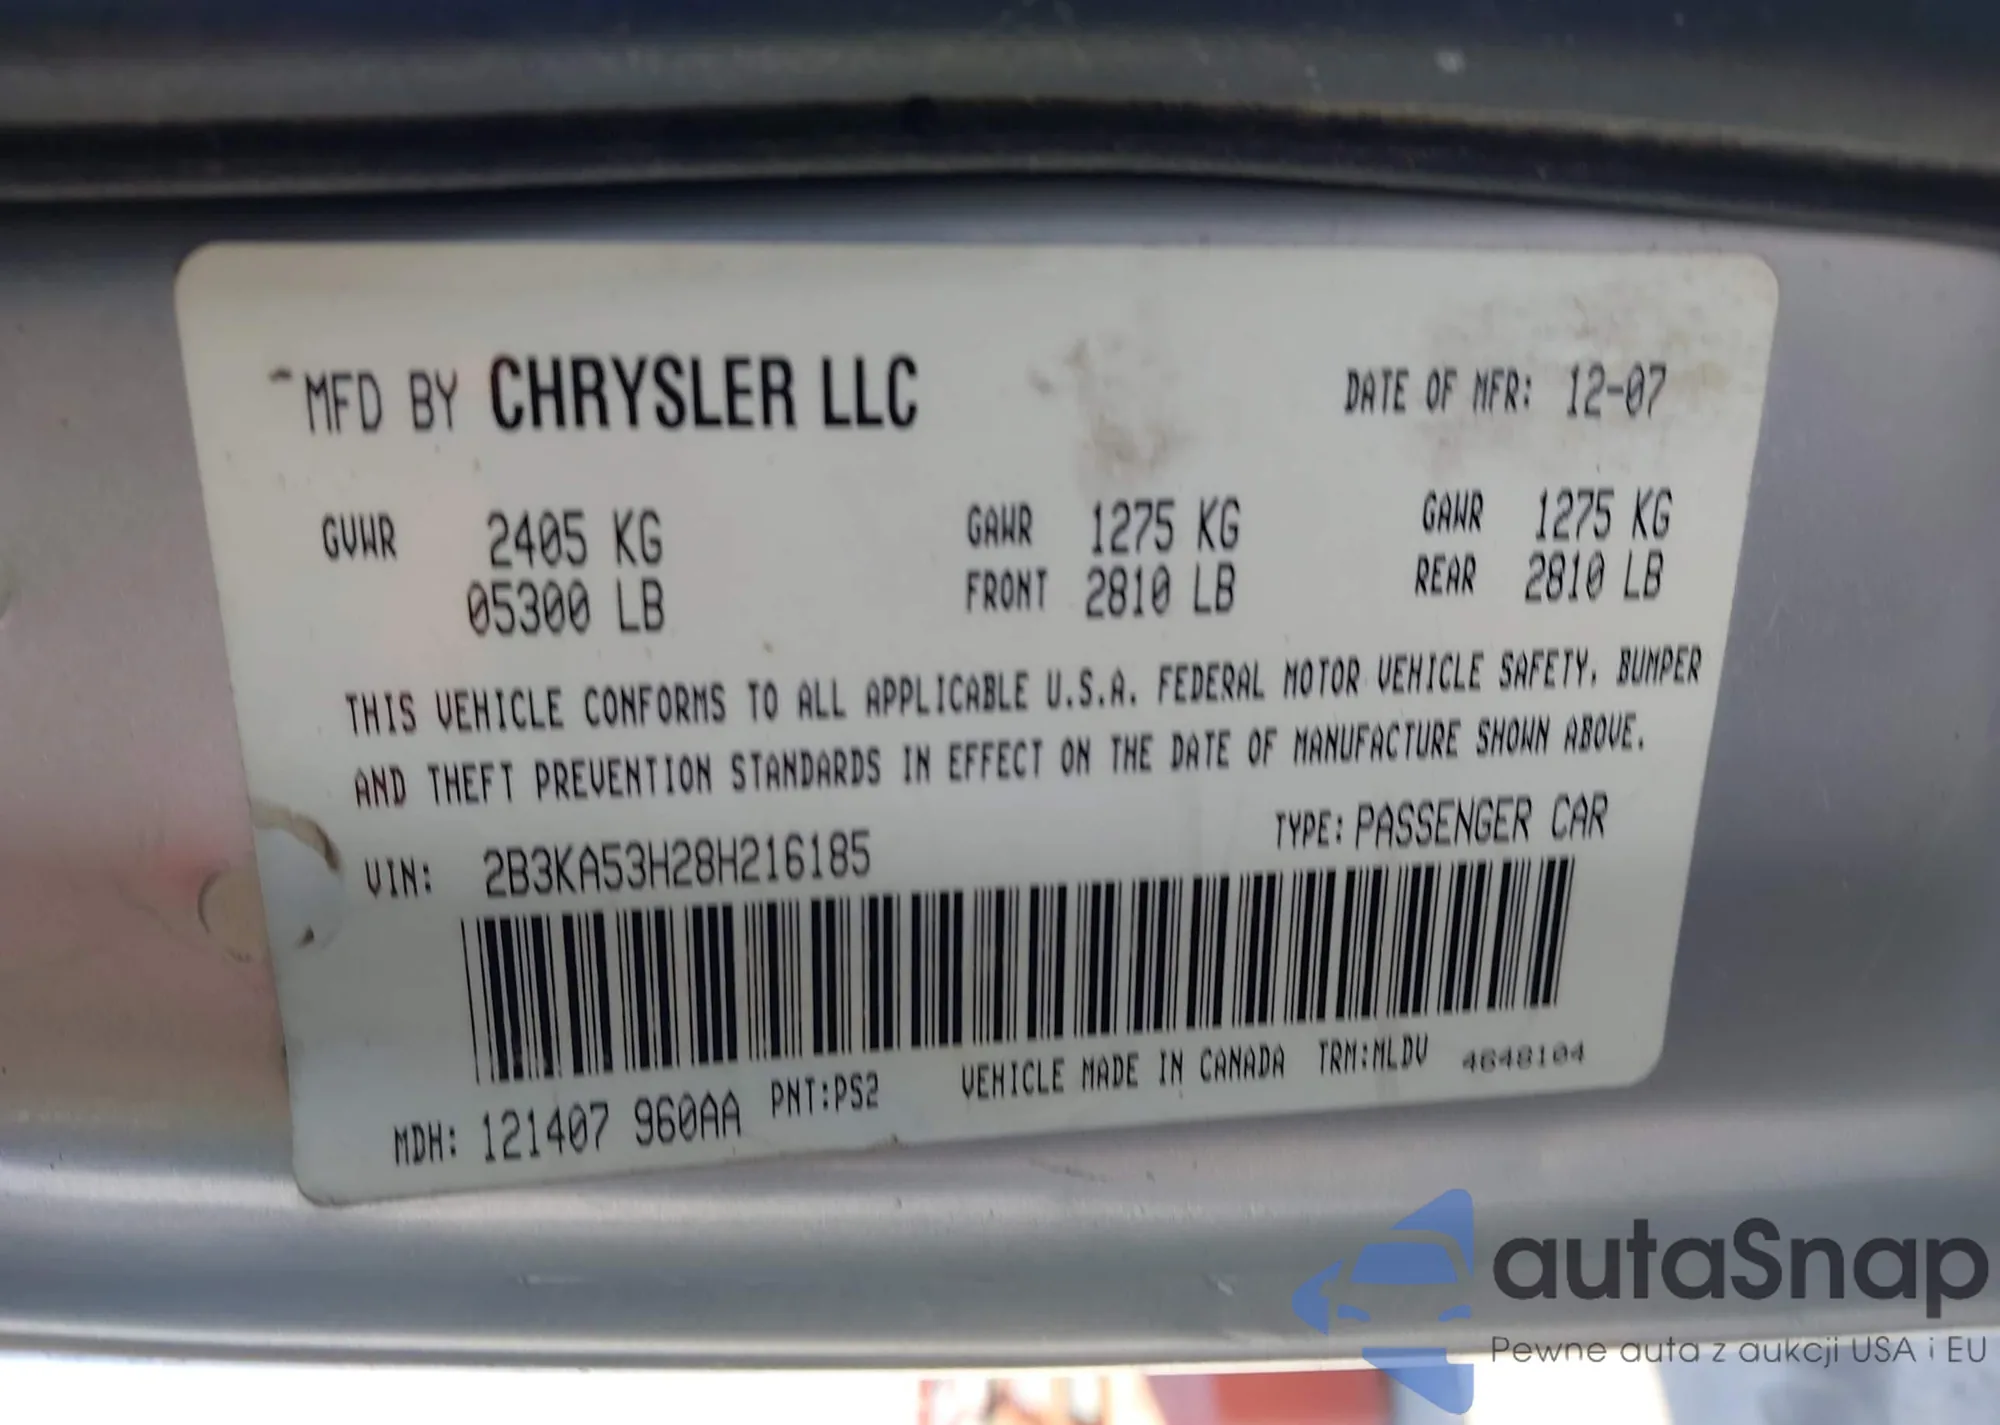 MFD BY CHRYSLER LLC DATE OF MFR: 12-07
GVWR 2405 KG GAWR 1275 KG GAWR 1275 KG
05300 LB FRONT 2810 LB REAR 2810 LB
THIS VEHICLE CONFORMS TO ALL APPLICABLE U.S.A. FEDERAL MOTOR VEHICLE SAFETY, BUMPER
AND THEFT PREVENTION STANDARDS IN EFFECT ON THE DATE OF MANUFACTURE SHOWN ABOVE.
VIN: 2B3KA53H28H216185 TYPE: PASSENGER CAR
MDH: 121407 960AA PNT:PS2 VEHICLE MADE IN CANADA TRM:MLDV 4648104
autaSnap
Pewne auta z aukcji USA i EU